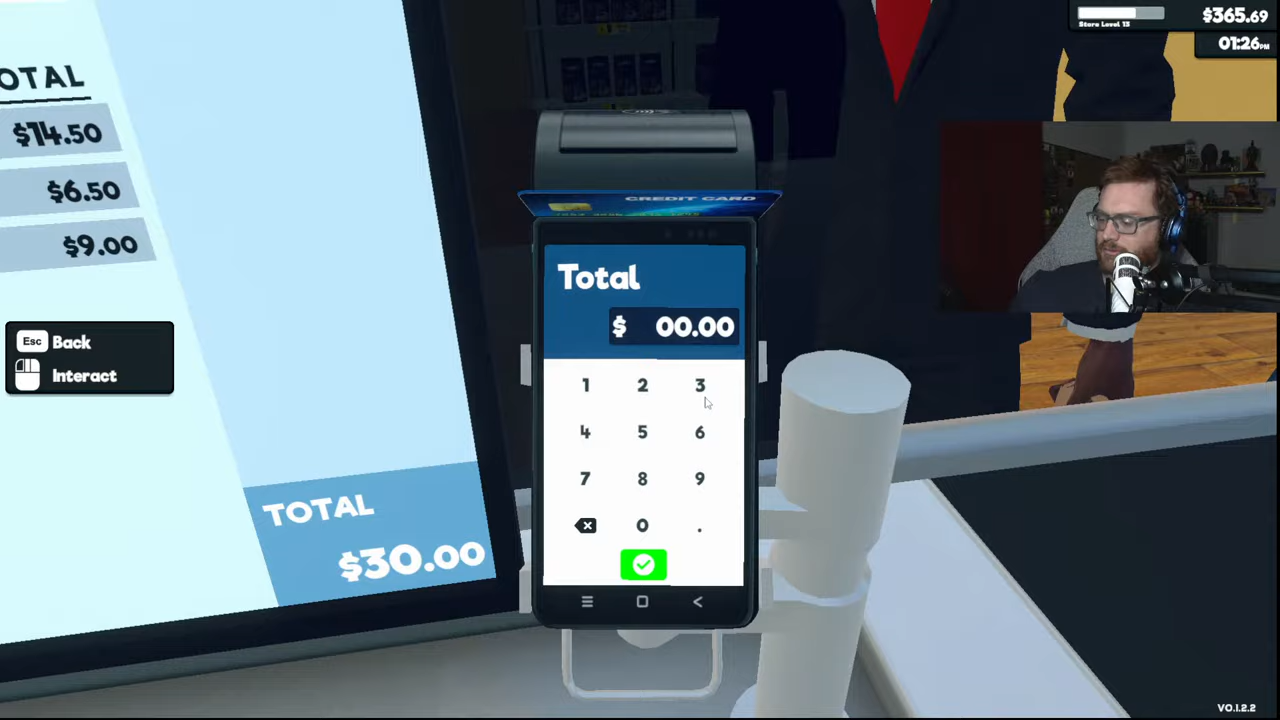 OTAL
$14.50
$6.50
$9.00
Esc Back
Interact
TOTAL
$30.00
CREDIT CARD
Total
$ 00.00
1 2 3
4 5 6
7 8 9
0 .
$365.69
Store Level 13
01:26PM
V0.1.2.2